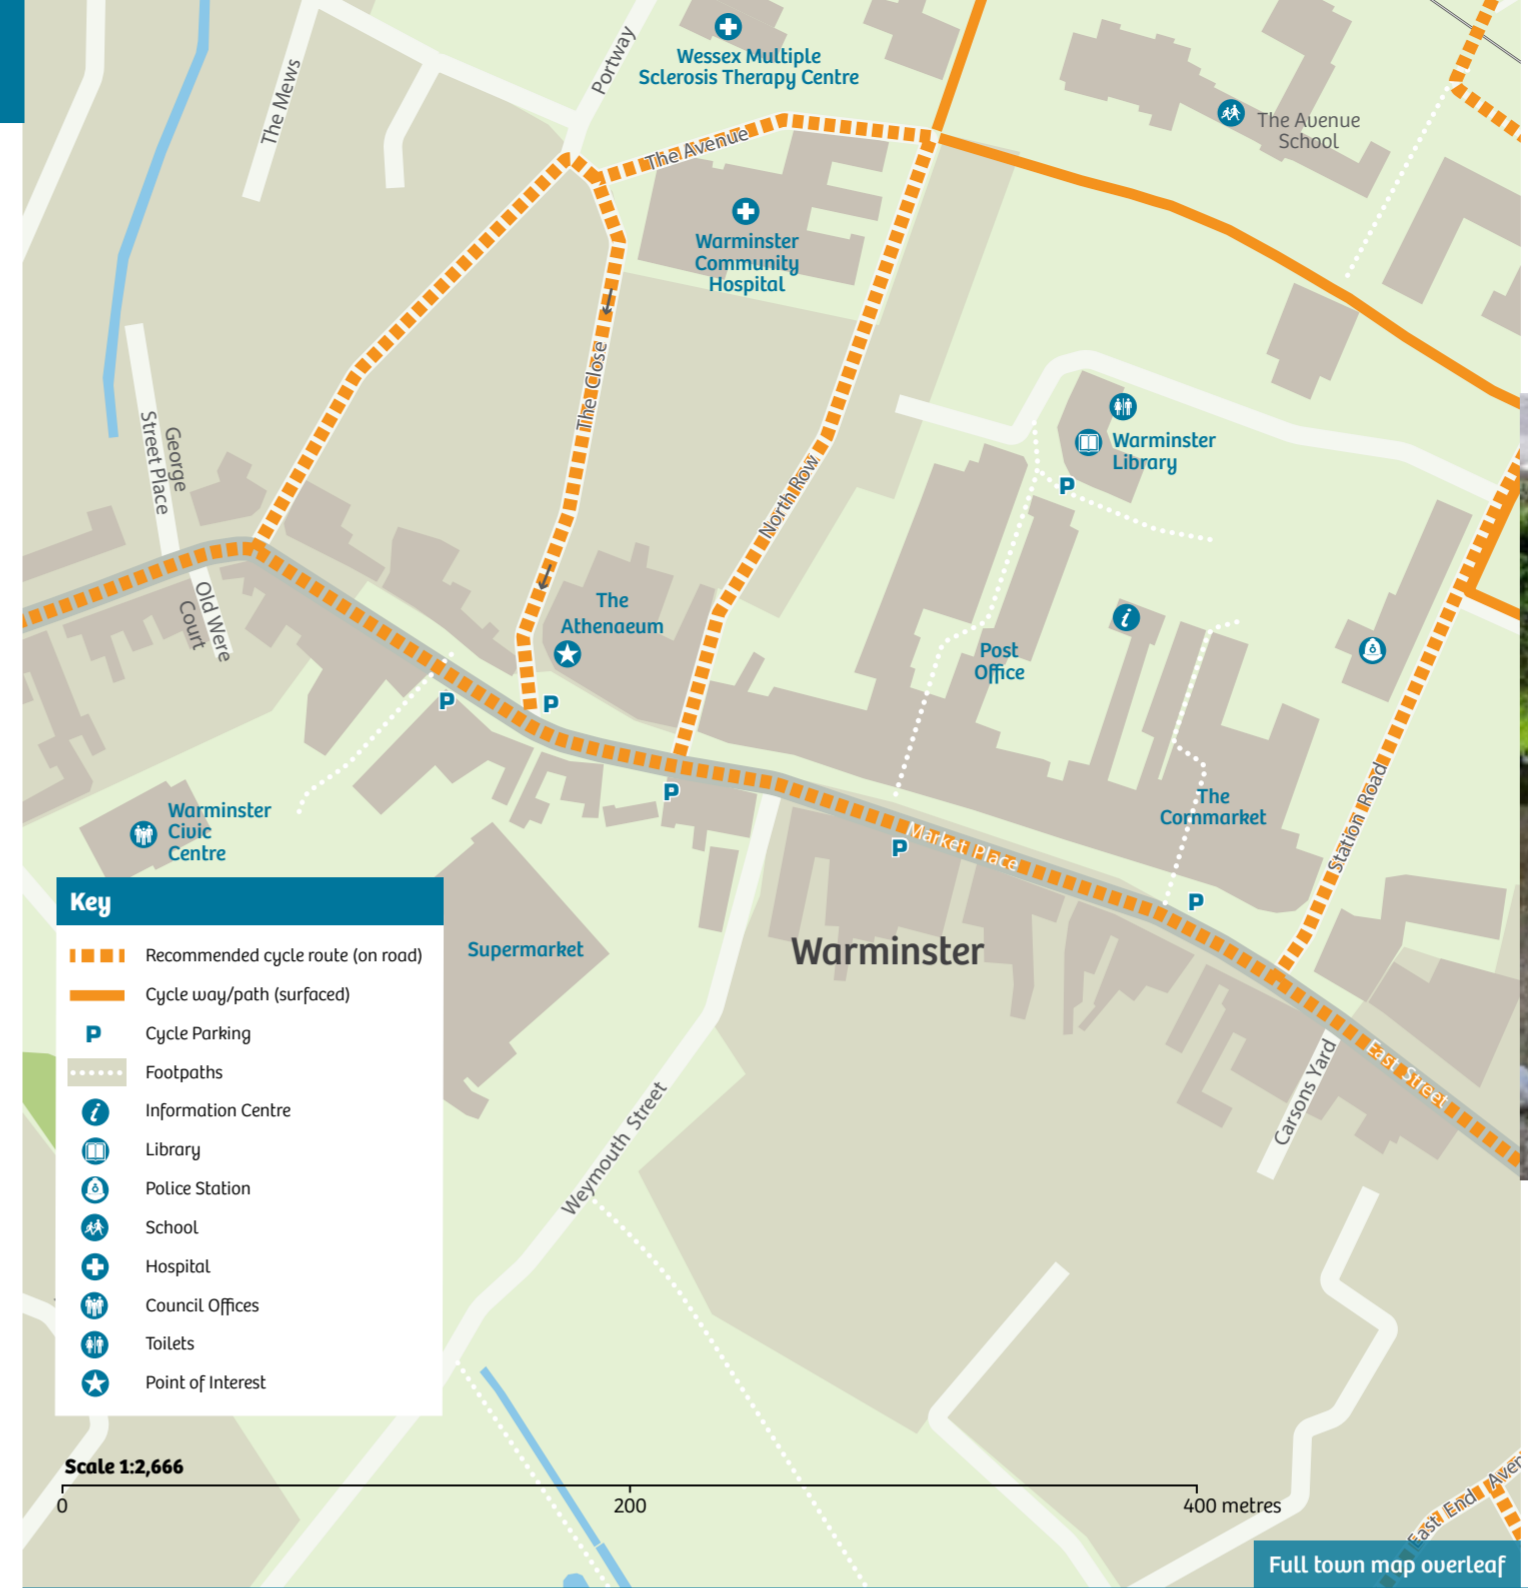 Portway
Wessex Multiple
Sclerosis Therapy Centre
The Mews
The Avenue
School
The Avenue
Warminster
Community
Hospital
The Close
George
Street Place
Warminster
Library
P
North Row
Old Were
Court
The
Athenaeum
Post
Office
i
P
P
P
Warminster
Civic
Centre
The
Cornmarket
Station Road
Market Place
P
P
Supermarket
Warminster
East Street
Carsons Yard
Weymouth Street
Key
Recommended cycle route (on road)
Cycle way/path (surfaced)
P Cycle Parking
Footpaths
i Information Centre
Library
Police Station
School
Hospital
Council Offices
Toilets
Point of Interest
Scale 1:2,666
0 200 400 metres
East End Aven
Full town map overleaf